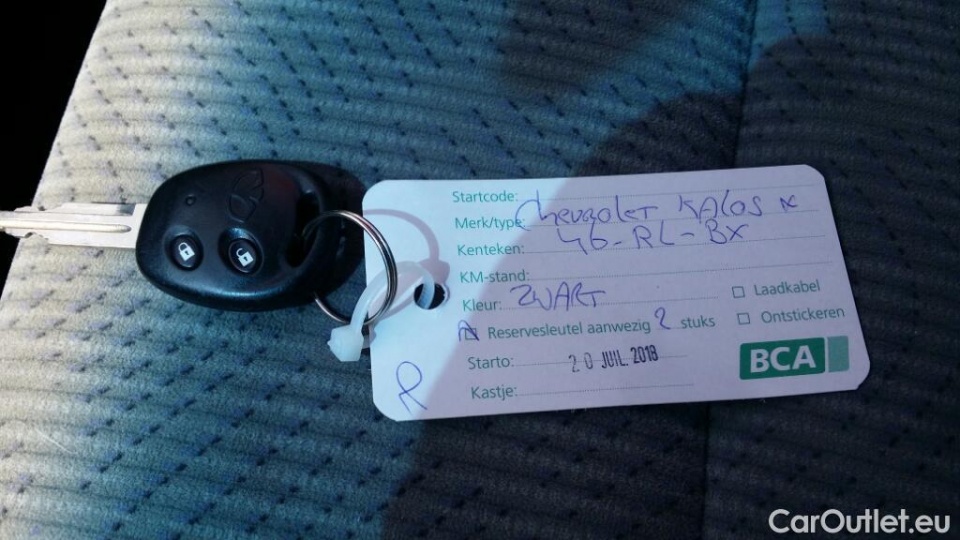 Startcode:
Merk/type: Chevrolet KALOS
Kenteken: 46-RL-BX
KM-stand:
Kleur: ZWART
Laadkabel
Reservesleutel aanwezig 2 stuks
Ontstickeren
Starto: 20 JUIL. 2018
BCA
Kastje:
R
CarOutlet.eu